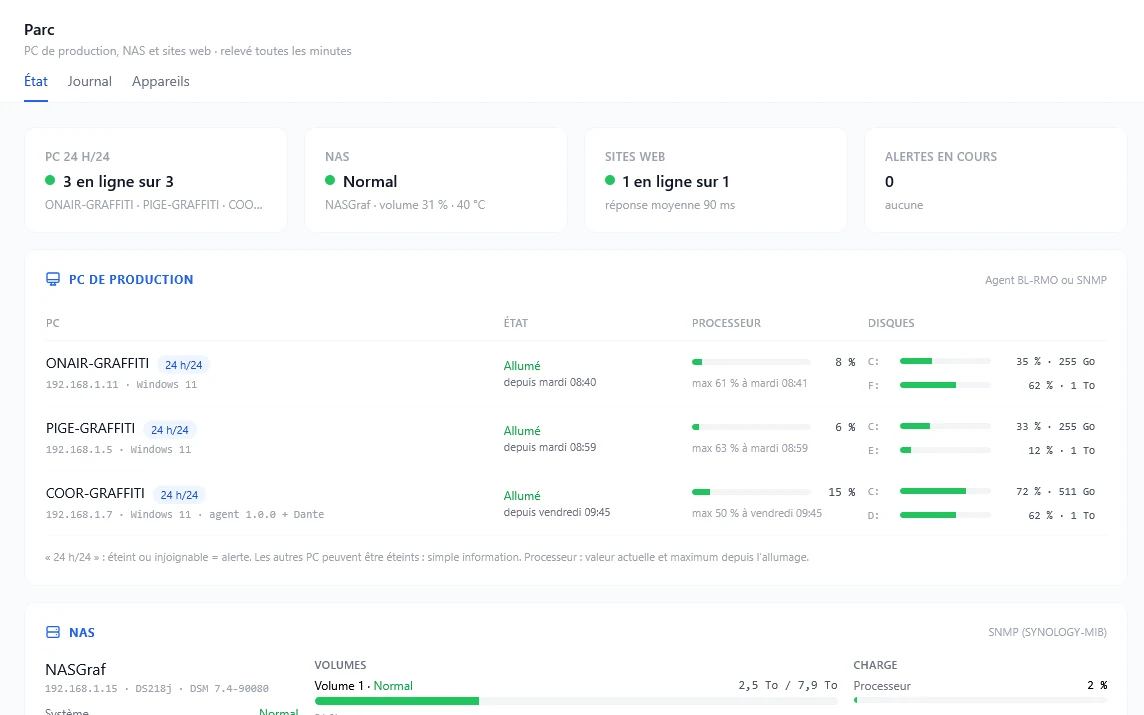 Parc
PC de production, NAS et sites web · relevé toutes les minutes
État Journal Appareils
PC 24 H/24
3 en ligne sur 3
ONAIR-GRAFFITI · PIGE-GRAFFITI · COO...
NAS
Normal
NASGraf · volume 31 % · 40 °C
SITES WEB
1 en ligne sur 1
réponse moyenne 90 ms
ALERTES EN COURS
0
aucune
PC DE PRODUCTION
Agent BL-RMO ou SNMP
PC ÉTAT PROCESSEUR DISQUES
ONAIR-GRAFFITI 24 h/24
192.168.1.11 · Windows 11
Allumé
depuis mardi 08:40
8 %
max 61 % à mardi 08:41
C: 35 % · 255 Go
F: 62 % · 1 To
PIGE-GRAFFITI 24 h/24
192.168.1.5 · Windows 11
Allumé
depuis mardi 08:59
6 %
max 63 % à mardi 08:59
C: 33 % · 255 Go
E: 12 % · 1 To
COOR-GRAFFITI 24 h/24
192.168.1.7 · Windows 11 · agent 1.0.0 + Dante
Allumé
depuis vendredi 09:45
15 %
max 50 % à vendredi 09:45
C: 72 % · 511 Go
D: 62 % · 1 To
« 24 h/24 » : éteint ou injoignable = alerte. Les autres PC peuvent être éteints : simple information. Processeur : valeur actuelle et maximum depuis l'allumage.
NAS
SNMP (SYNOLOGY-MIB)
NASGraf
192.168.1.15 · DS218j · DSM 7.4-90080
Système Normal
VOLUMES
Volume 1 · Normal 2,5 To / 7,9 To
CHARGE
Processeur 2 %